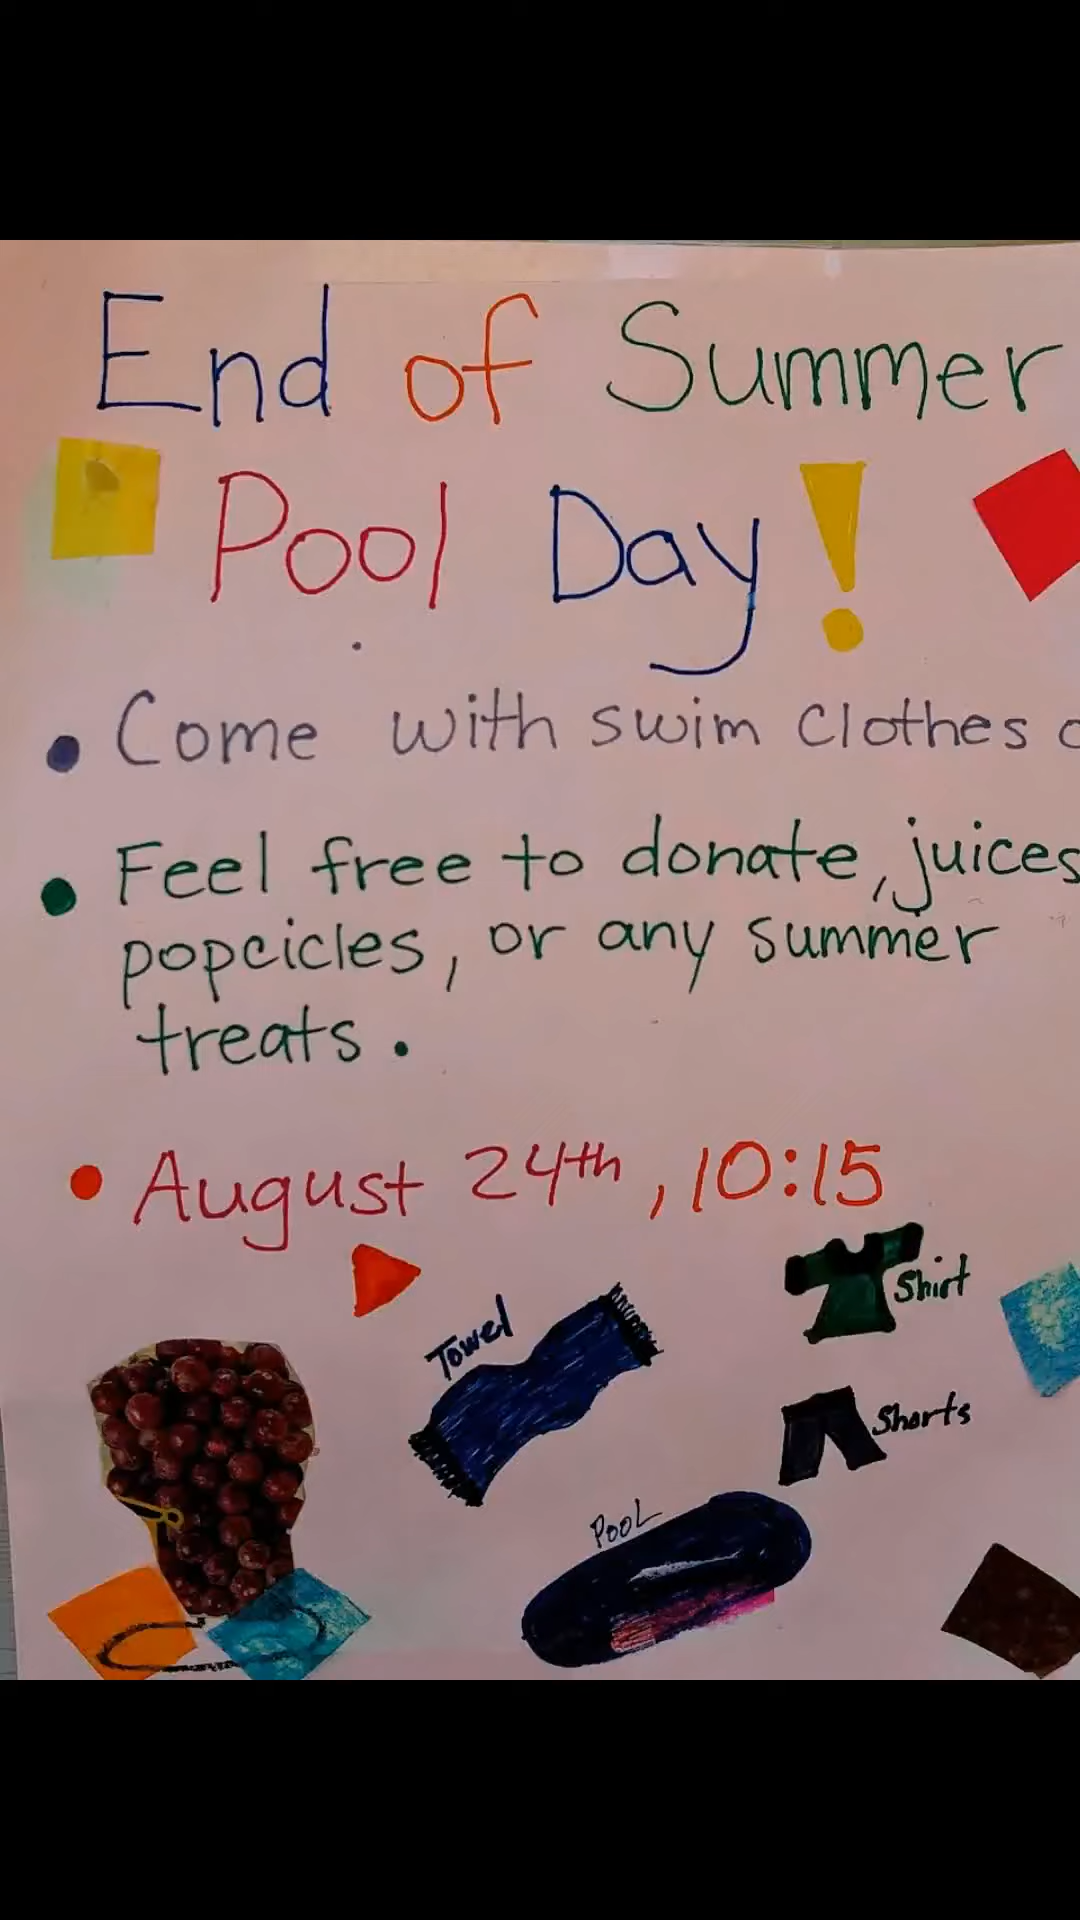 End of Summer
Pool Day!
• Come with swim clothes
• Feel free to donate, juices
popcicles, or any summer
treats.
• August 24th, 10:15
Towel
Shirt
Shorts
Pool